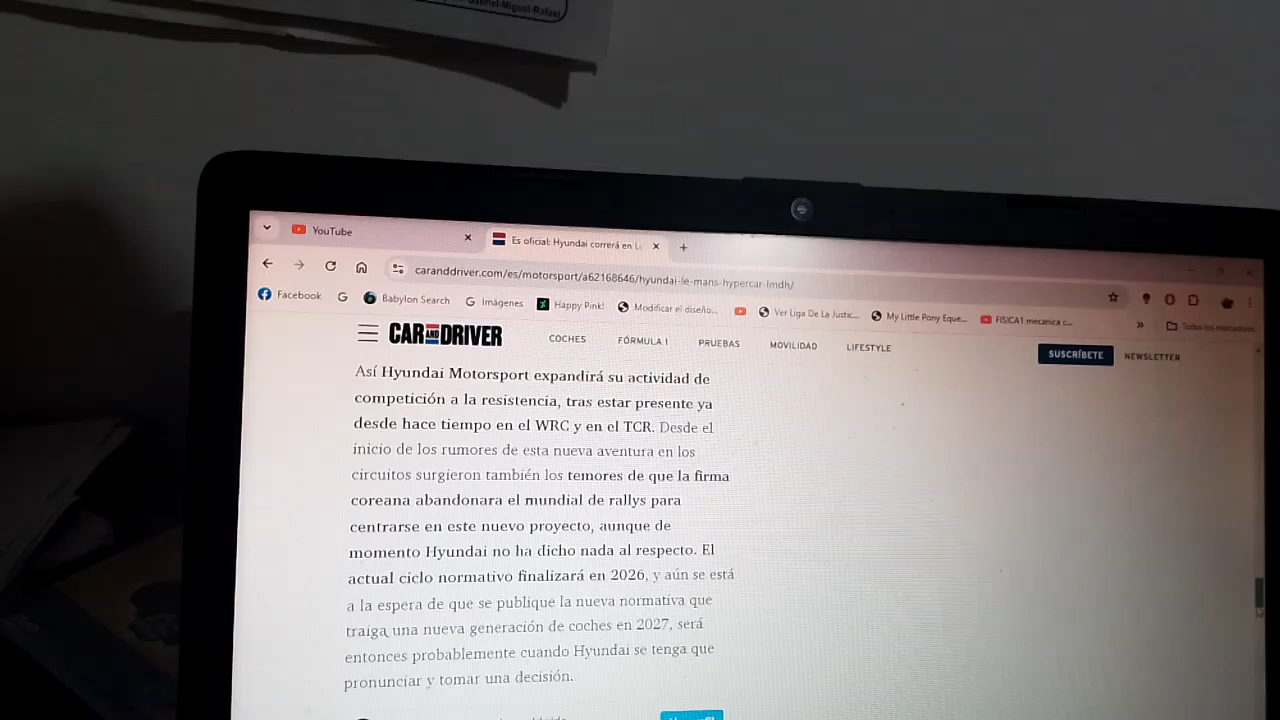 Gabriel-Miguel-Rafael
YouTube
Es oficial: Hyundai correrá en L
caranddriver.com/es/motorsport/a62168646/hyundai-le-mans-hypercar-lmdh/
Facebook
Babylon Search
Imágenes
Happy Pink!
Modificar el diseño...
Ver Liga De La Justic...
My Little Pony Eque...
FISICA1 mecanica c...
»
Todos los marcadores
CAR AND DRIVER
COCHES
FÓRMULA 1
PRUEBAS
MOVILIDAD
LIFESTYLE
SUSCRÍBETE
NEWSLETTER
Así Hyundai Motorsport expandirá su actividad de
competición a la resistencia, tras estar presente ya
desde hace tiempo en el WRC y en el TCR. Desde el
inicio de los rumores de esta nueva aventura en los
circuitos surgieron también los temores de que la firma
coreana abandonara el mundial de rallys para
centrarse en este nuevo proyecto, aunque de
momento Hyundai no ha dicho nada al respecto. El
actual ciclo normativo finalizará en 2026, y aún se está
a la espera de que se publique la nueva normativa que
traiga una nueva generación de coches en 2027, será
entonces probablemente cuando Hyundai se tenga que
pronunciar y tomar una decisión.